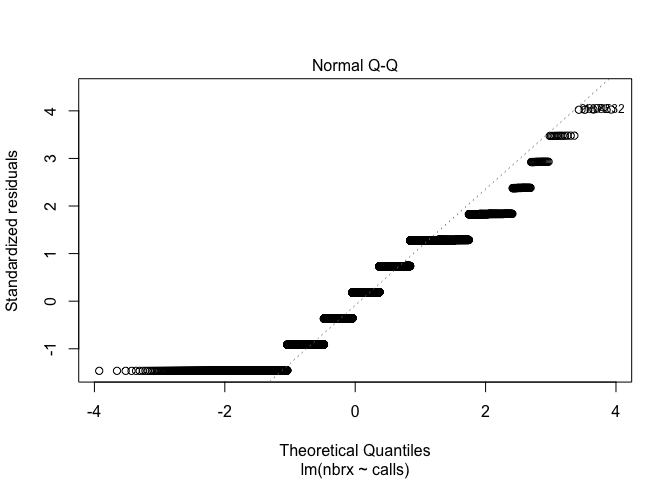 Normal Q-Q
4
3
2
1
0
-1
Standardized residuals
-4
-2
0
2
4
Theoretical Quantiles
lm(nbrx ~ calls)